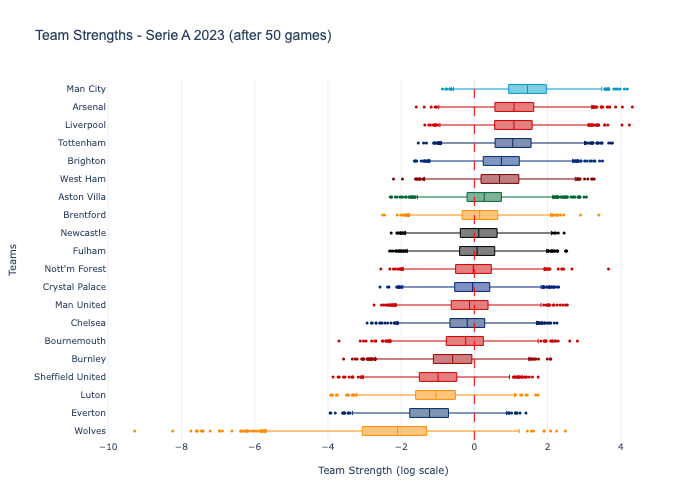 Team Strengths - Serie A 2023 (after 50 games)
Teams
Man City
Arsenal
Liverpool
Tottenham
Brighton
West Ham
Aston Villa
Brentford
Newcastle
Fulham
Nott'm Forest
Crystal Palace
Man United
Chelsea
Bournemouth
Burnley
Sheffield United
Luton
Everton
Wolves
−10 −8 −6 −4 −2 0 2 4
Team Strength (log scale)